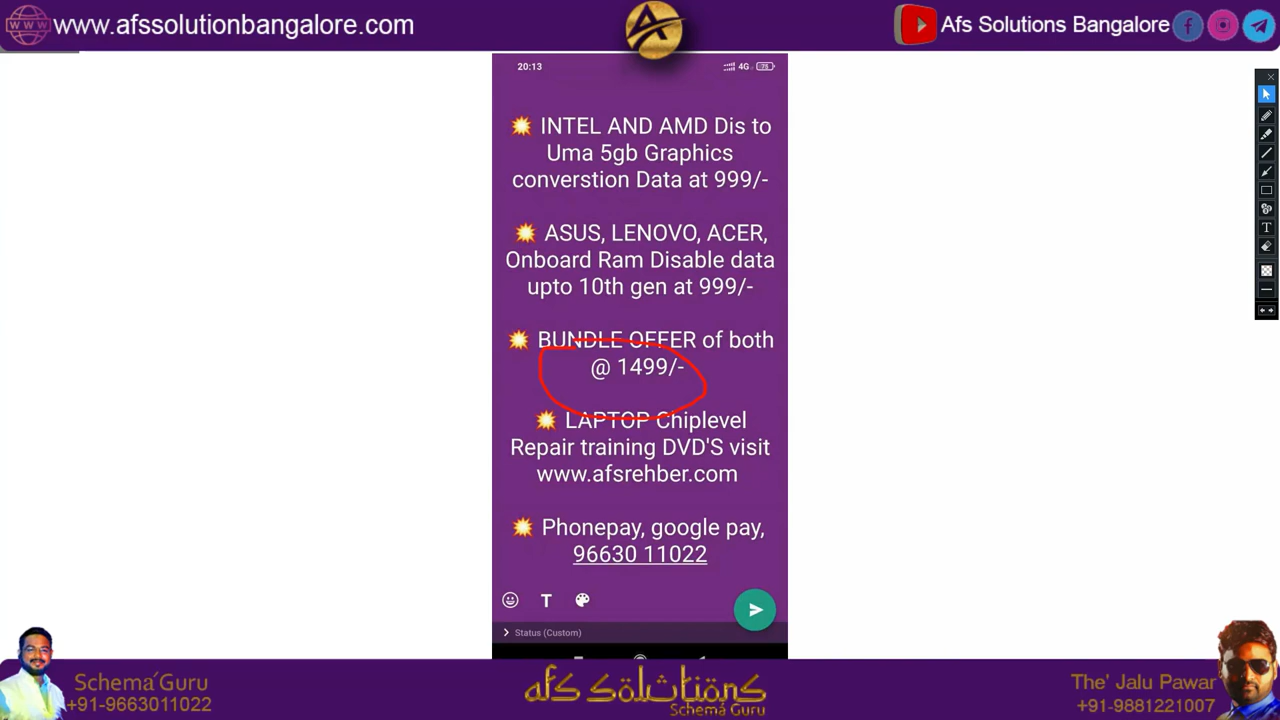 www.afssolutionbangalore.com
Afs Solutions Bangalore
20:13
4G
75
INTEL AND AMD Dis to
Uma 5gb Graphics
converstion Data at 999/-
ASUS, LENOVO, ACER,
Onboard Ram Disable data
upto 10th gen at 999/-
BUNDLE OFFER of both
@ 1499/-
LAPTOP Chiplevel
Repair training DVD'S visit
www.afsrehber.com
Phonepay, google pay,
96630 11022
T
Status (Custom)
Schema'Guru
+91-9663011022
afs solutions
Schema Guru
The' Jalu Pawar
+91-9881221007